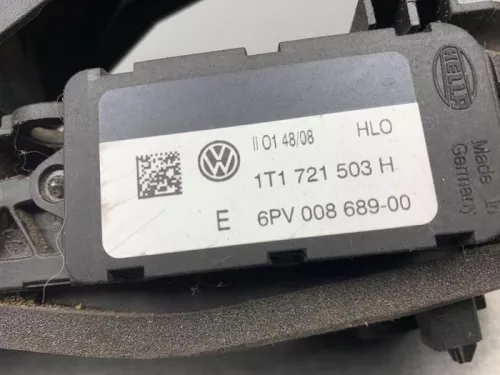 II 01 48/08 HLO
1T1 721 503 H
E 6PV 008 689-00
HELLA
Made in
Germany